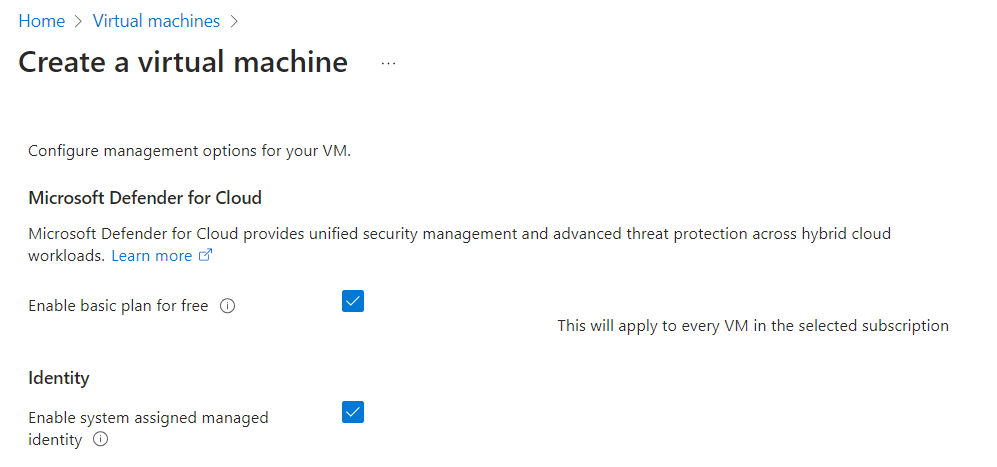 Home > Virtual machines >
Create a virtual machine ...
Configure management options for your VM.
Microsoft Defender for Cloud
Microsoft Defender for Cloud provides unified security management and advanced threat protection across hybrid cloud
workloads. Learn more
Enable basic plan for free
This will apply to every VM in the selected subscription
Identity
Enable system assigned managed
identity